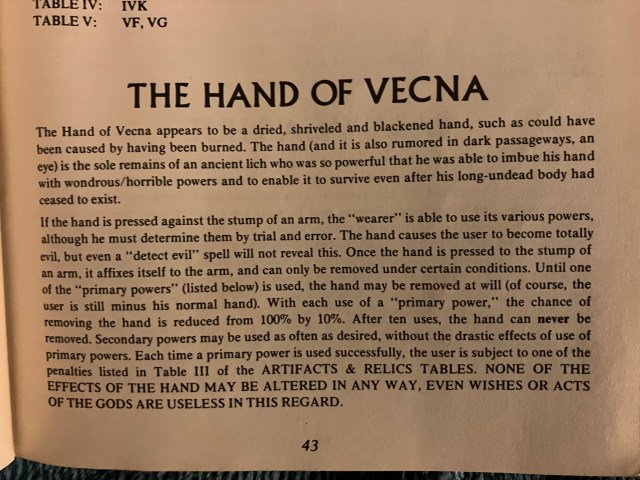 TABLE IV: IVK
TABLE V: VF, VG
THE HAND OF VECNA
The Hand of Vecna appears to be a dried, shriveled and blackened hand, such as could have
been caused by having been burned. The hand (and it is also rumored in dark passageways, an
eye) is the sole remains of an ancient lich who was so powerful that he was able to imbue his hand
with wondrous/horrible powers and to enable it to survive even after his long-undead body had
ceased to exist.
If the hand is pressed against the stump of an arm, the "wearer" is able to use its various powers,
although he must determine them by trial and error. The hand causes the user to become totally
evil, but even a "detect evil" spell will not reveal this. Once the hand is pressed to the stump of
an arm, it affixes itself to the arm, and can only be removed under certain conditions. Until one
of the "primary powers" (listed below) is used, the hand may be removed at will (of course, the
user is still minus his normal hand). With each use of a "primary power," the chance of
removing the hand is reduced from 100% by 10%. After ten uses, the hand can never be
removed. Secondary powers may be used as often as desired, without the drastic effects of use of
primary powers. Each time a primary power is used successfully, the user is subject to one of the
penalties listed in Table III of the ARTIFACTS & RELICS TABLES. NONE OF THE
EFFECTS OF THE HAND MAY BE ALTERED IN ANY WAY, EVEN WISHES OR ACTS
OF THE GODS ARE USELESS IN THIS REGARD.
43